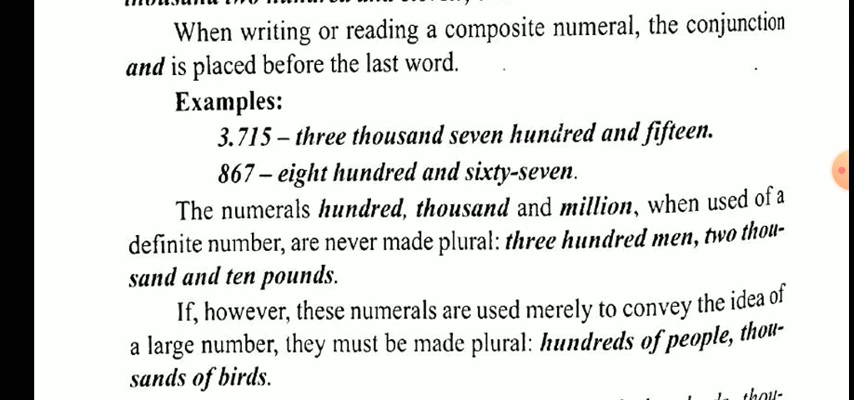 When writing or reading a composite numeral, the conjunction
and is placed before the last word.
Examples:
3.715 – three thousand seven hundred and fifteen.
867 – eight hundred and sixty-seven.
The numerals hundred, thousand and million, when used of a
definite number, are never made plural: three hundred men, two thou-
sand and ten pounds.
If, however, these numerals are used merely to convey the idea of
a large number, they must be made plural: hundreds of people, thou-
sands of birds.
thou-